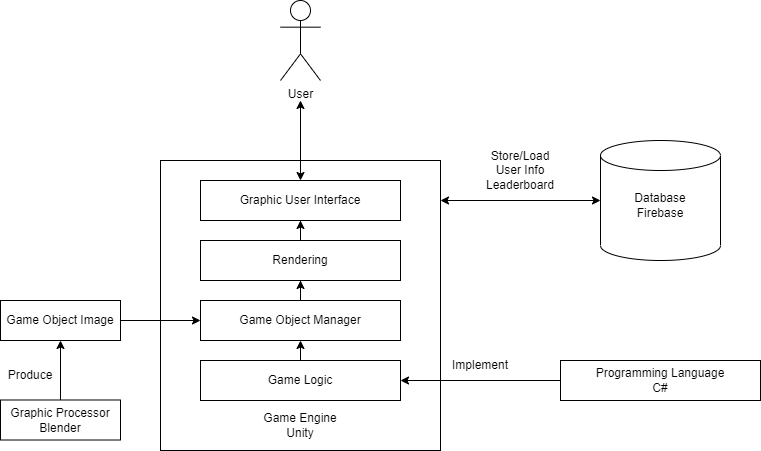 User
Store/Load
User Info
Leaderboard
Database
Firebase
Graphic User Interface
Rendering
Game Object Image
Game Object Manager
Produce
Game Logic
Implement
Programming Language
C#
Graphic Processor
Blender
Game Engine
Unity